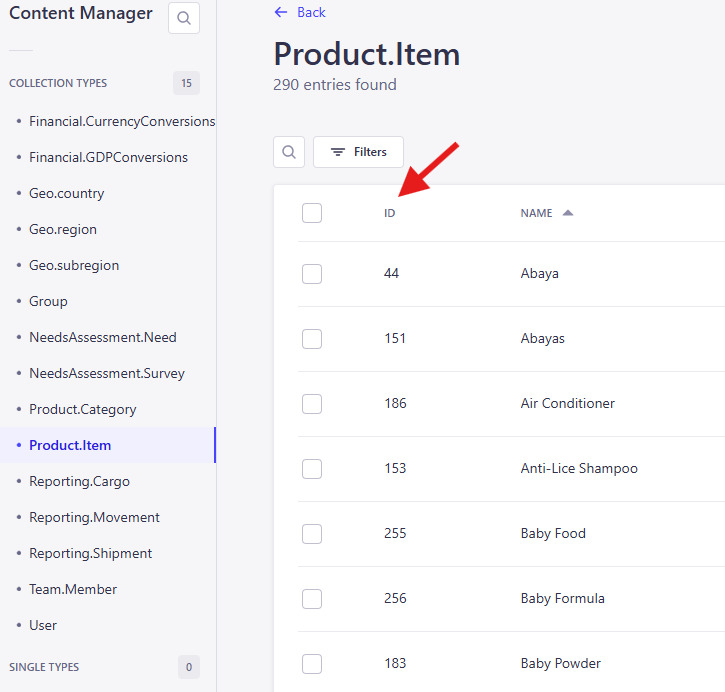 Content Manager
COLLECTION TYPES 15
Financial.CurrencyConversions
Financial.GDPConversions
Geo.country
Geo.region
Geo.subregion
Group
NeedsAssessment.Need
NeedsAssessment.Survey
Product.Category
Product.Item
Reporting.Cargo
Reporting.Movement
Reporting.Shipment
Team.Member
User
SINGLE TYPES 0
Back
Product.Item
290 entries found
Filters
ID NAME
44 Abaya
151 Abayas
186 Air Conditioner
153 Anti-Lice Shampoo
255 Baby Food
256 Baby Formula
183 Baby Powder